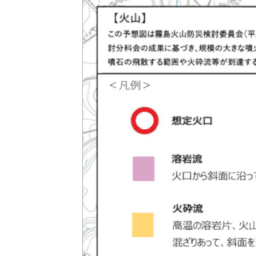 【火山】
この予想図は霧島火山防災検討委員会（平
討分科会の成果に基づき、規模の大きな噴
噴石の飛散する範囲や火砕流等が到達する
＜凡例＞
想定火口
溶岩流
火口から斜面に沿っ
火砕流
高温の溶岩片、火山
混ざりあって、斜面を